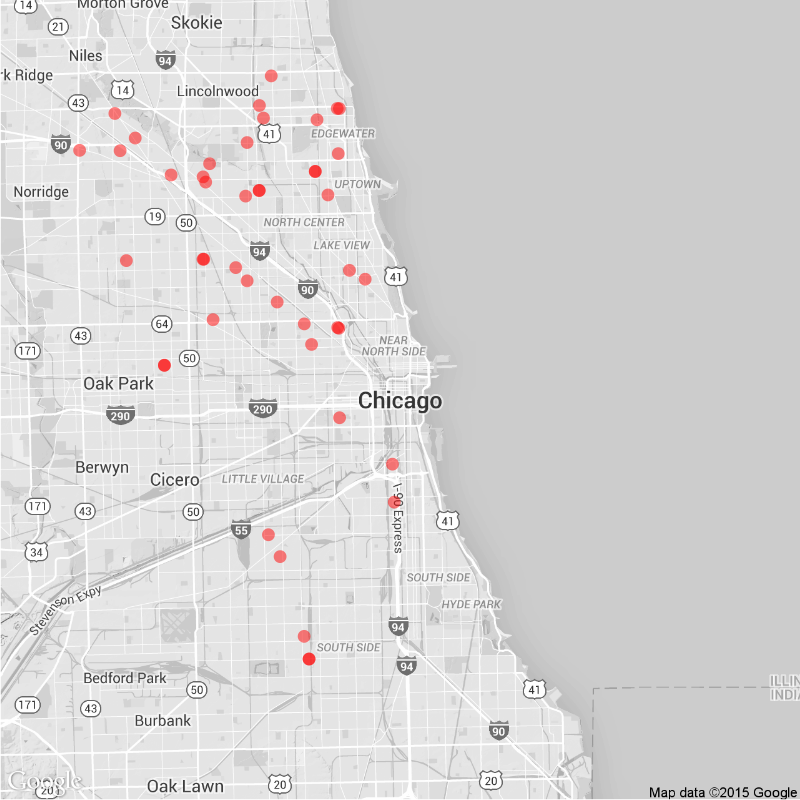 14
Morton Grove
21
Skokie
Niles
94
rk Ridge
14
Lincolnwood
43
41
EDGEWATER
90
Norridge
UPTOWN
19
50
NORTH CENTER
LAKE VIEW
94
41
90
64
43
NEAR
NORTH SIDE
171
50
Oak Park
290
290
Chicago
Berwyn
Cicero
LITTLE VILLAGE
171
43
50
I-90 Express
41
55
34
SOUTH SIDE
Stevenson Expy
HYDE PARK
94
SOUTH SIDE
94
Bedford Park
ILLIN
INDIA
50
41
171
43
Burbank
90
Google
20
Oak Lawn
20
20
Map data ©2015 Google